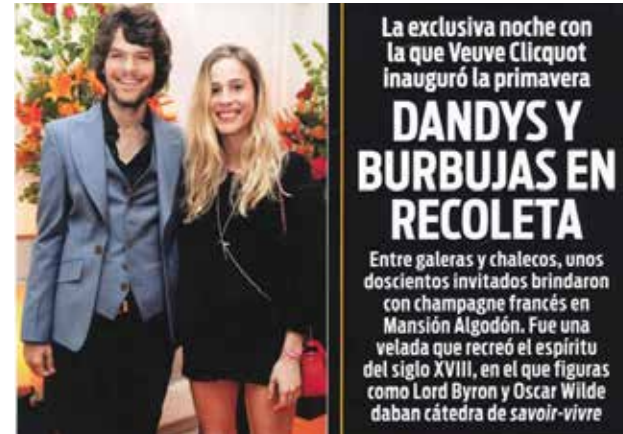 La exclusiva noche con
la que Veuve Clicquot
inauguró la primavera
DANDYS Y
BURBUJAS EN
RECOLETA
Entre galeras y chalecos, unos
doscientos invitados brindaron
con champagne francés en
Mansión Algodón. Fue una
velada que recreó el espíritu
del siglo XVIII, en el que figuras
como Lord Byron y Oscar Wilde
daban cátedra de savoir-vivre